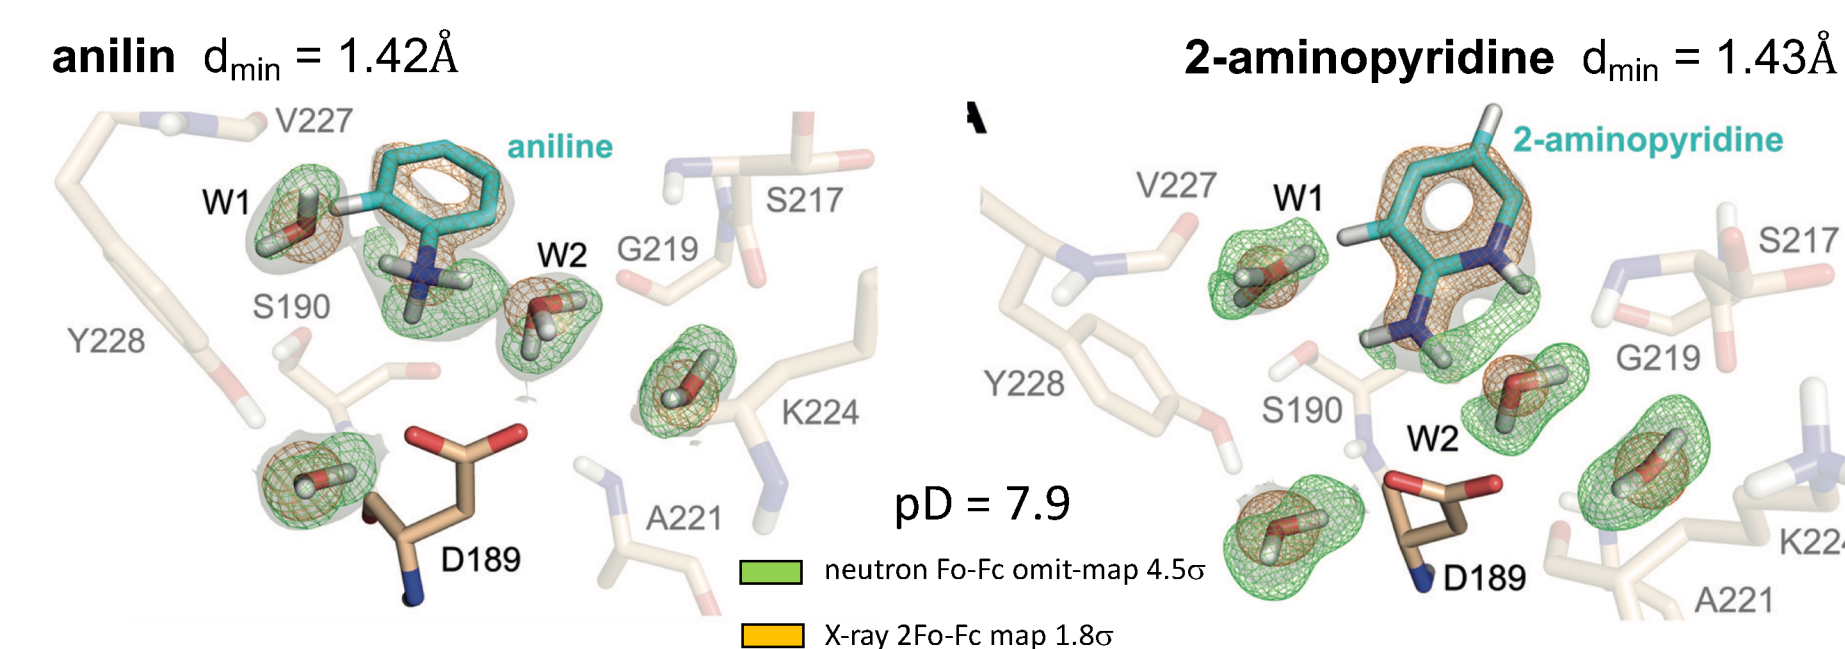 anilin dmin = 1.42Å
2-aminopyridine dmin = 1.43Å
A
V227
aniline
W1
S217
W2
G219
S190
Y228
K224
A221
D189
2-aminopyridine
V227
W1
S217
G219
Y228
S190
W2
K224
D189
A221
pD = 7.9
neutron Fo-Fc omit-map 4.5σ
X-ray 2Fo-Fc map 1.8σ